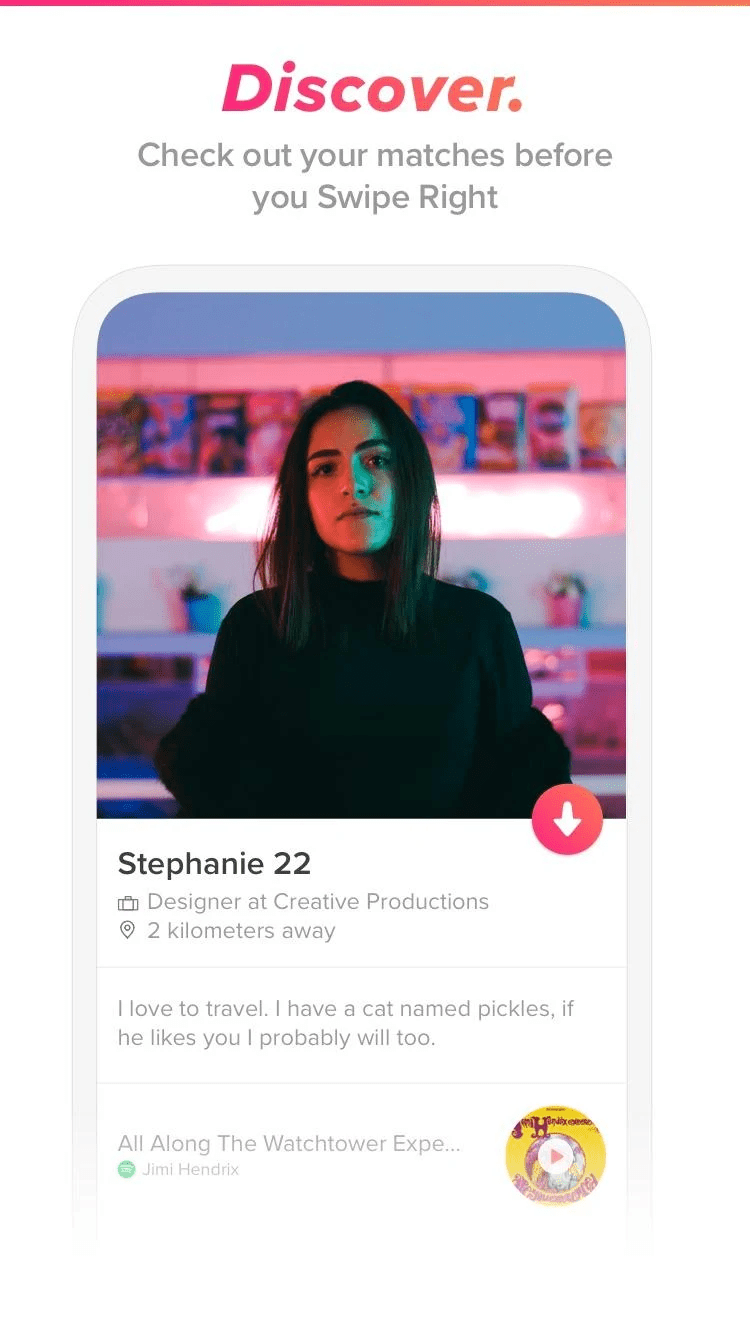 Discover.
Check out your matches before
you Swipe Right
Stephanie 22
Designer at Creative Productions
2 kilometers away
I love to travel. I have a cat named pickles, if
he likes you I probably will too.
All Along The Watchtower Expe...
Jimi Hendrix